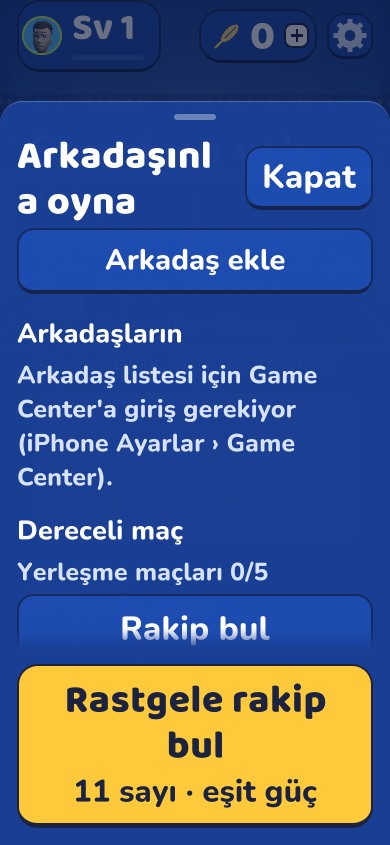 Sv 1
0
Arkadaşınl
a oyna
Kapat
Arkadaş ekle
Arkadaşların
Arkadaş listesi için Game
Center'a giriş gerekiyor
(iPhone Ayarlar › Game
Center).
Dereceli maç
Yerleşme maçları 0/5
Rakip bul
Rastgele rakip
bul
11 sayı · eşit güç